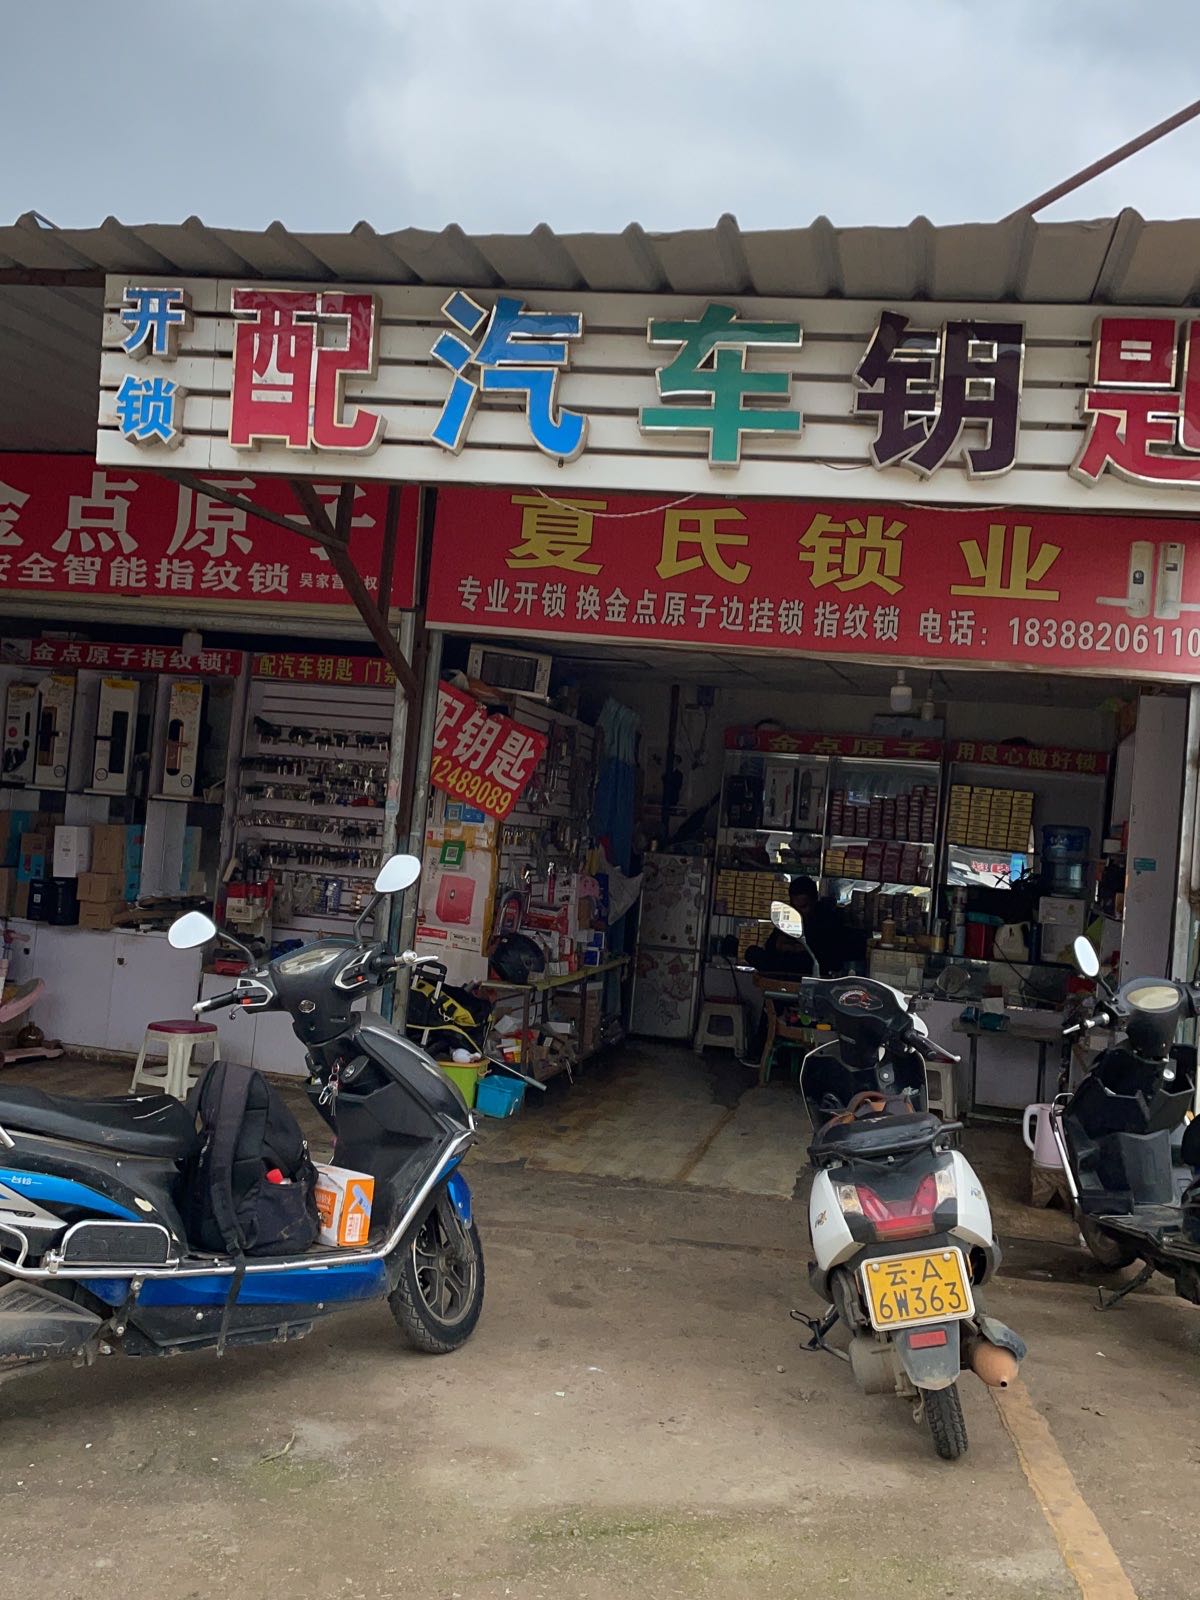 开锁
配汽车钥匙
金点原子
安全智能指纹锁
夏氏锁业
专业开锁 换金点原子边挂锁 指纹锁 电话：18388206110
金点原子指纹锁
配汽车钥匙 门禁
配钥匙
12489089
金点原子
用良心做好锁
云·A
6W363